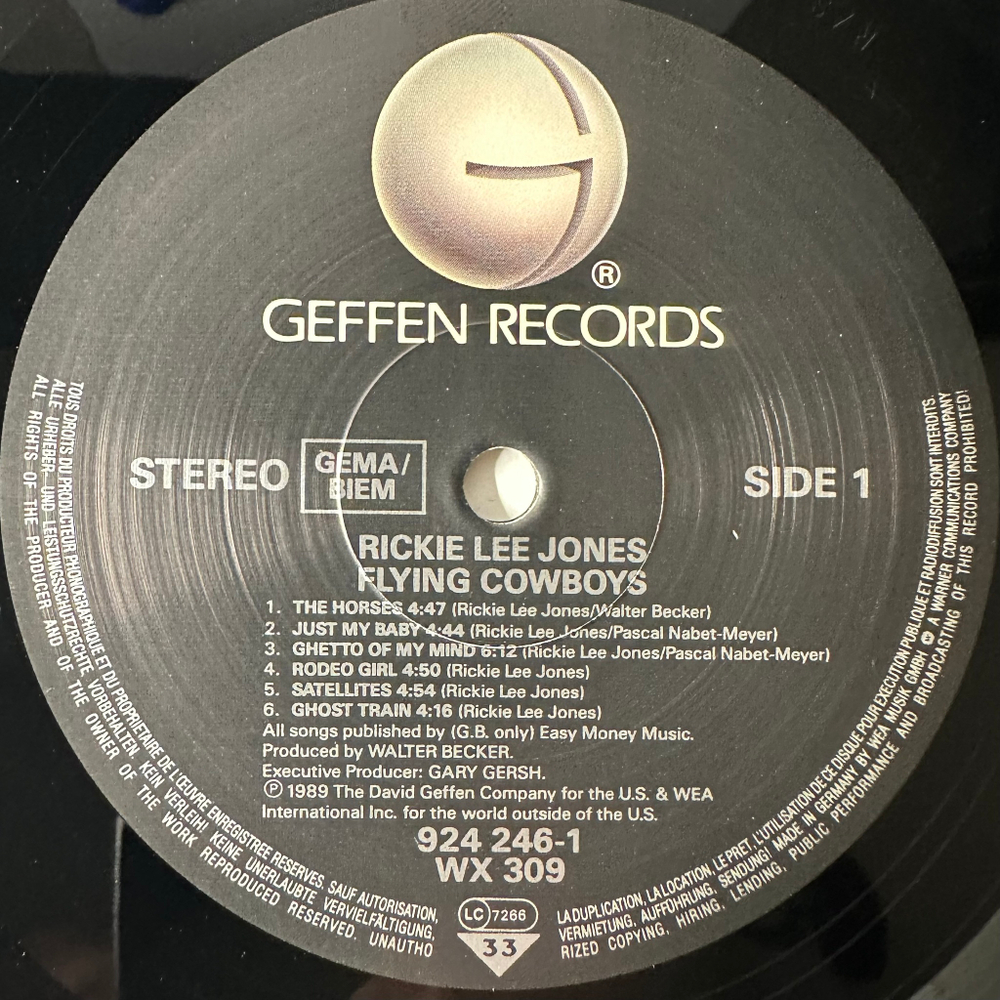 ®
GEFFEN RECORDS
STEREO
GEMA/
BIEM
SIDE 1
RICKIE LEE JONES
FLYING COWBOYS
1. THE HORSES 4:47 (Rickie Lee Jones/Walter Becker)
2. JUST MY BABY 4:44 (Rickie Lee Jones/Pascal Nabet-Meyer)
3. GHETTO OF MY MIND 6:12 (Rickie Lee Jones/Pascal Nabet-Meyer)
4. RODEO GIRL 4:50 (Rickie Lee Jones)
5. SATELLITES 4:54 (Rickie Lee Jones)
6. GHOST TRAIN 4:16 (Rickie Lee Jones)
All songs published by (G.B. only) Easy Money Music.
Produced by WALTER BECKER.
Executive Producer: GARY GERSH.
Ⓟ 1989 The David Geffen Company for the U.S. & WEA
International Inc. for the world outside of the U.S.
924 246-1
WX 309
LC 7266
33
TOUS DROITS DU PRODUCTEUR PHONOGRAPHIQUE ET DU PROPRIETAIRE DE L'ŒUVRE ENREGISTREE RESERVES. SAUF AUTORISATION, LA DUPLICATION, LA LOCATION, LE PRET, L'UTILISATION DE CE DISQUE POUR EXECUTION PUBLIQUE ET RADIODIFFUSION SONT INTERDITS.
ALLE URHEBER- UND LEISTUNGSSCHUTZRECHTE VORBEHALTEN. KEIN VERLEIH! KEINE UNERLAUBTE VERVIELFÄLTIGUNG, VERMIETUNG, AUFFÜHRUNG, SENDUNG! MADE IN GERMANY BY WEA MUSIK GMBH A WARNER COMMUNICATIONS COMPANY
ALL RIGHTS OF THE PRODUCER AND OF THE OWNER OF THE WORK REPRODUCED RESERVED. UNAUTHORIZED COPYING, HIRING, LENDING, PUBLIC PERFORMANCE AND BROADCASTING OF THIS RECORD PROHIBITED!